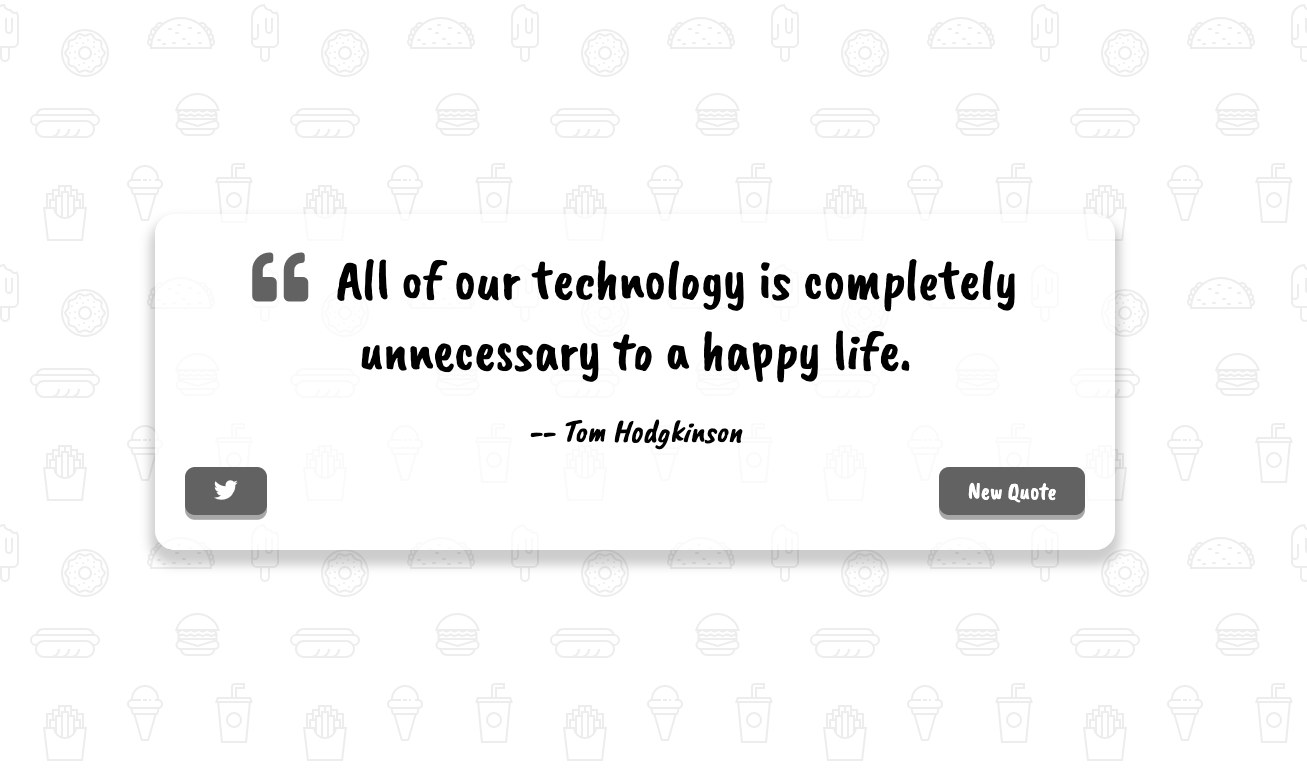 All of our technology is completely
unnecessary to a happy life.
-- Tom Hodgkinson
New Quote